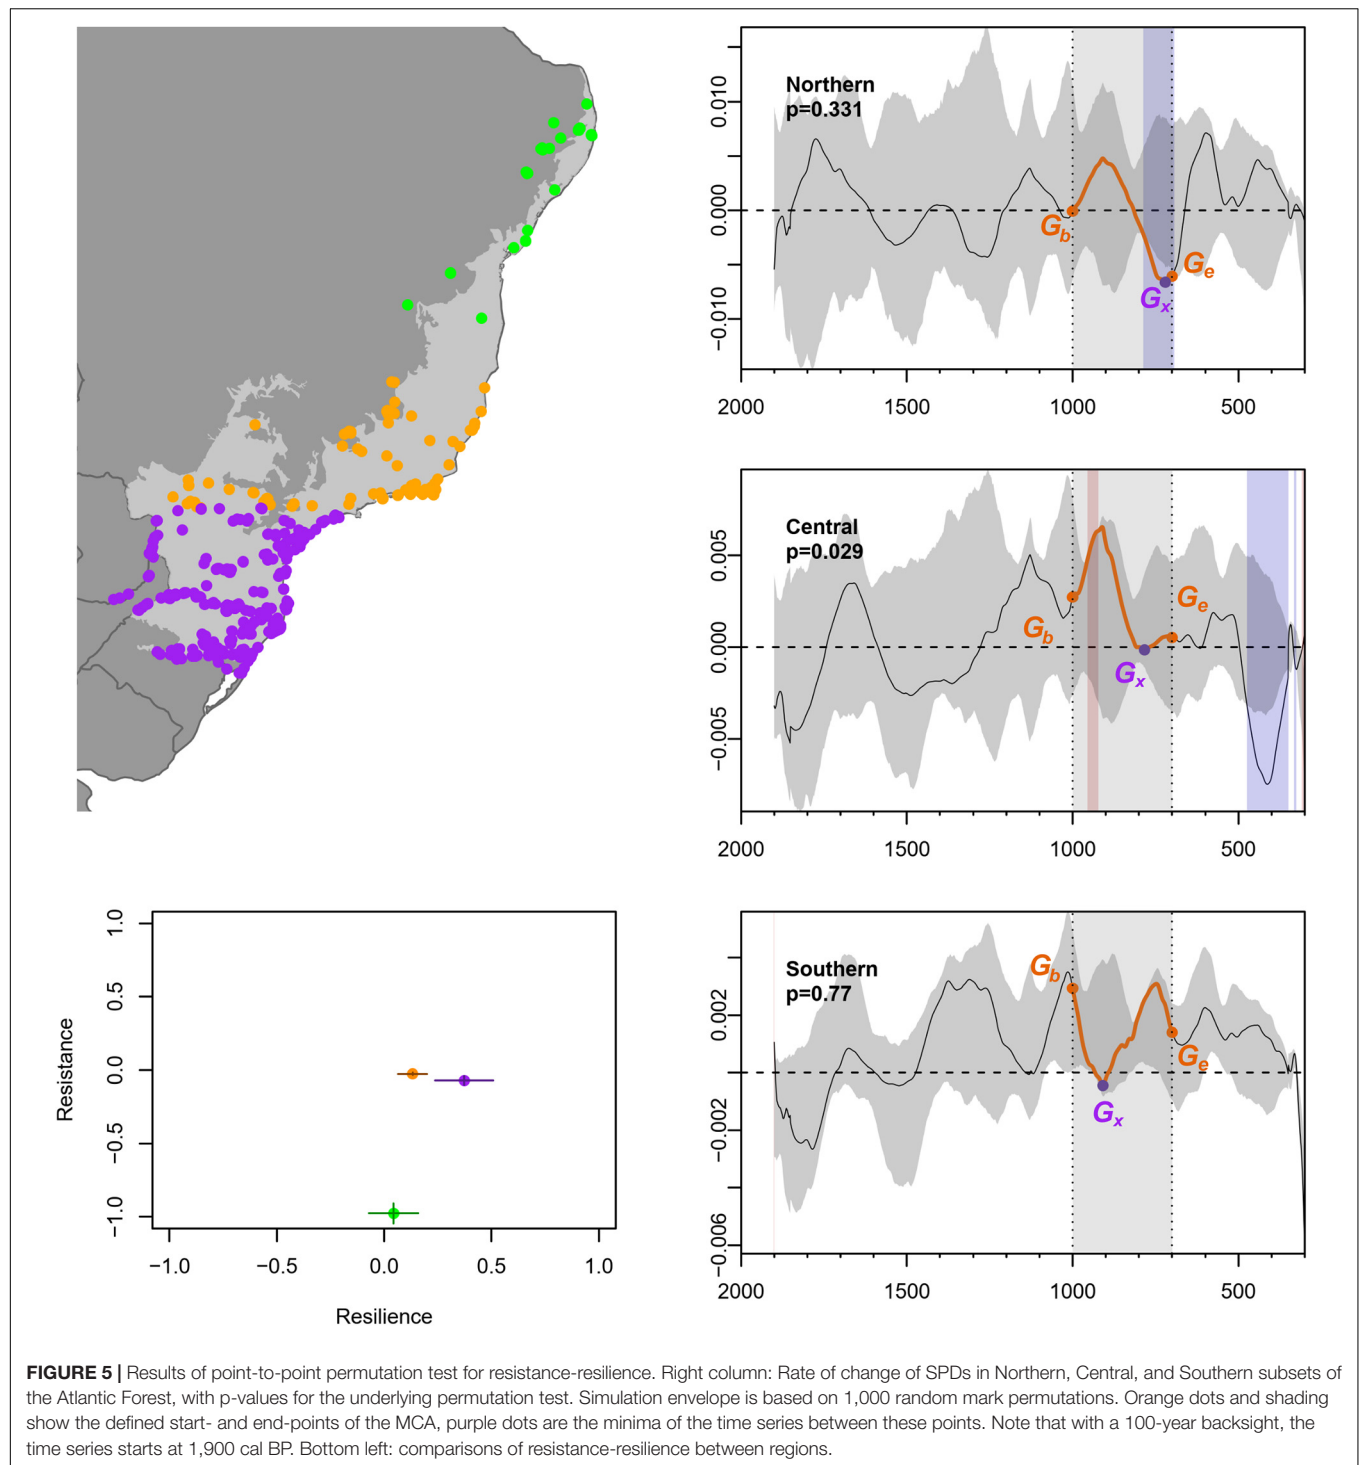 Northern
p=0.331
0.010
0.000
−0.010
G_b
G_e
G_x
2000 1500 1000 500
Central
p=0.029
0.005
0.000
−0.005
G_b
G_e
G_x
2000 1500 1000 500
Southern
p=0.77
0.002
−0.002
−0.006
G_b
G_e
G_x
2000 1500 1000 500
Resistance
1.0
0.5
0.0
−0.5
−1.0
−1.0 −0.5 0.0 0.5 1.0
Resilience
FIGURE 5 | Results of point-to-point permutation test for resistance-resilience. Right column: Rate of change of SPDs in Northern, Central, and Southern subsets of
the Atlantic Forest, with p-values for the underlying permutation test. Simulation envelope is based on 1,000 random mark permutations. Orange dots and shading
show the defined start- and end-points of the MCA, purple dots are the minima of the time series between these points. Note that with a 100-year backsight, the
time series starts at 1,900 cal BP. Bottom left: comparisons of resistance-resilience between regions.